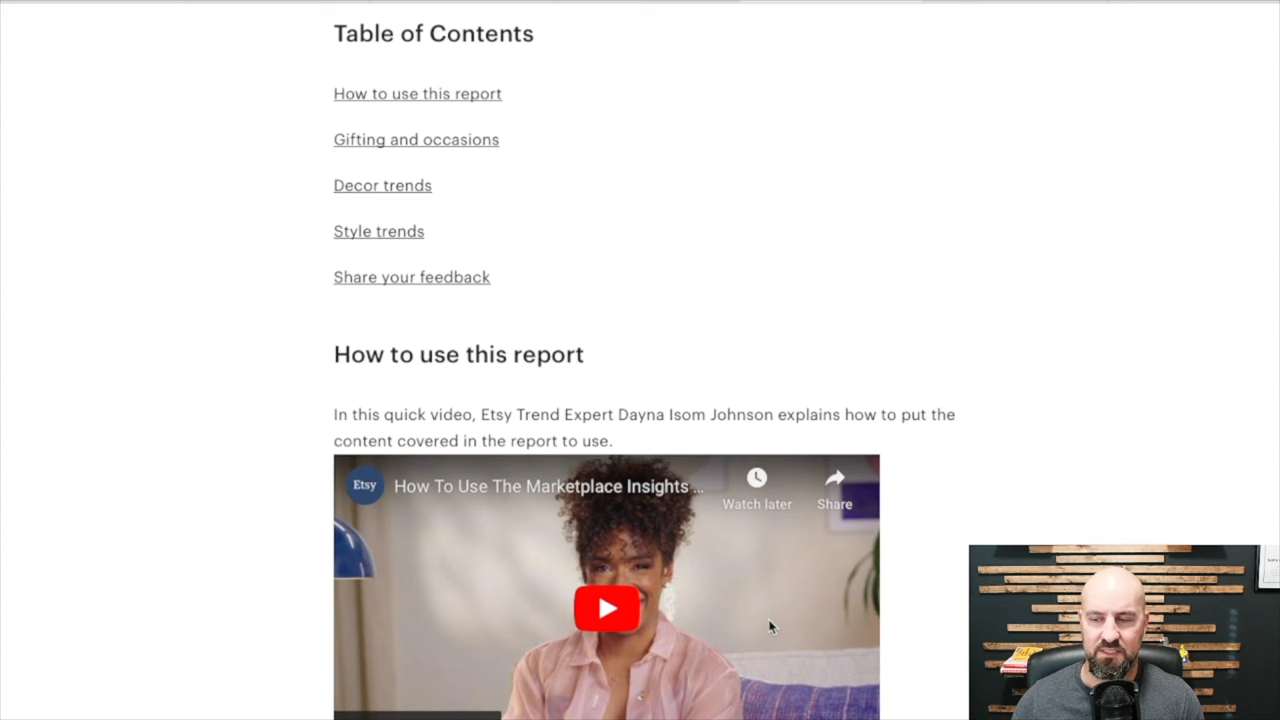 Table of Contents
How to use this report
Gifting and occasions
Decor trends
Style trends
Share your feedback
How to use this report
In this quick video, Etsy Trend Expert Dayna Isom Johnson explains how to put the
content covered in the report to use.
Etsy
How To Use The Marketplace Insights ...
Watch later
Share